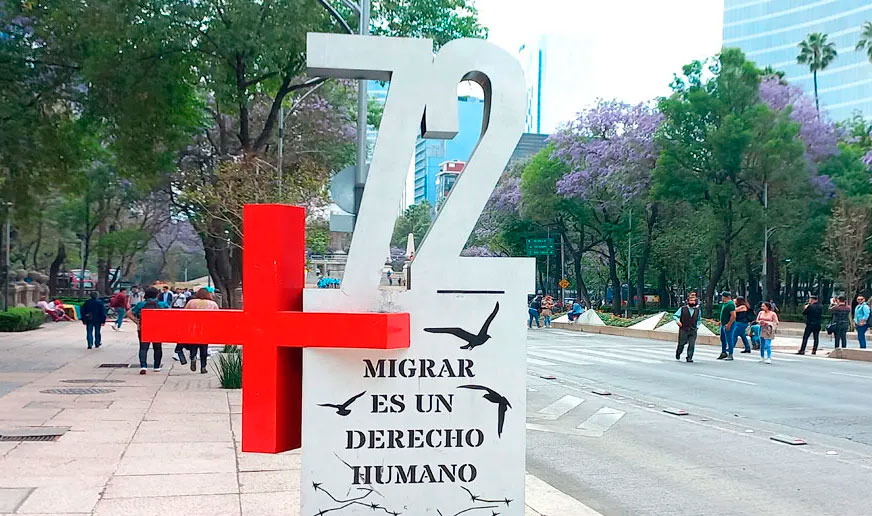 72
MIGRAR
ES UN
DERECHO
HUMANO